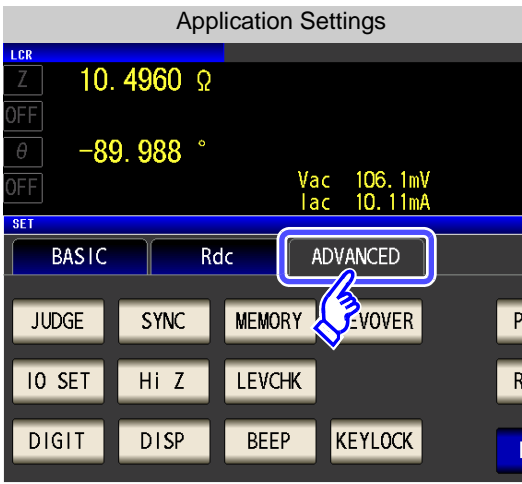 Application Settings
LCR
Z 10.4960 Ω
OFF
θ -89.988 °
OFF
Vac 106.1mV
Iac 10.11mA
SET
BASIC Rdc ADVANCED
JUDGE SYNC MEMORY EVOVER P
IO SET Hi Z LEVCHK R
DIGIT DISP BEEP KEYLOCK